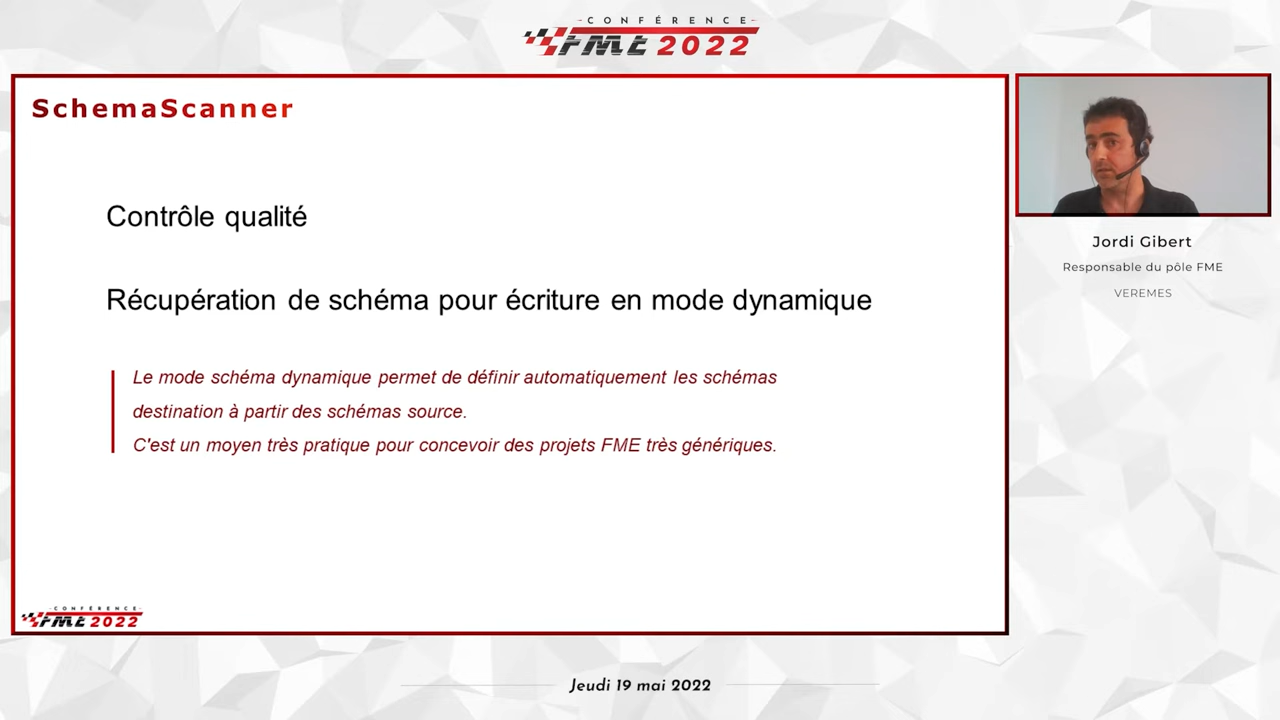 CONFÉRENCE
FME 2022
SchemaScanner
Contrôle qualité
Récupération de schéma pour écriture en mode dynamique
Le mode schéma dynamique permet de définir automatiquement les schémas
destination à partir des schémas source.
C'est un moyen très pratique pour concevoir des projets FME très génériques.
CONFÉRENCE
FME 2022
Jordi Gibert
Responsable du pôle FME
VEREMES
Jeudi 19 mai 2022